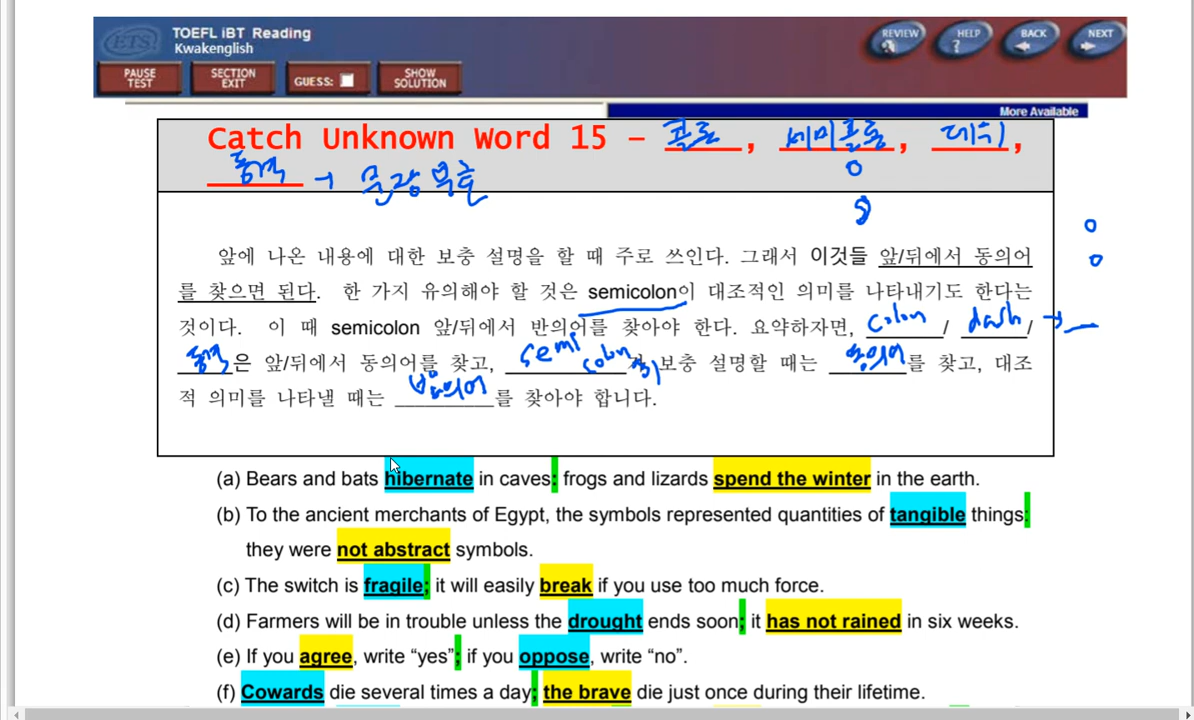 TOEFL iBT Reading
ETS
Kwakenglish
REVIEW HELP BACK NEXT
PAUSE TEST SECTION EXIT GUESS: SHOW SOLUTION
More Available
Catch Unknown Word 15 – 콜론, 세미콜론, 대쉬,
동격 → 콤마
앞에 나온 내용에 대한 보충 설명을 할 때 주로 쓰인다. 그래서 이것들 앞/뒤에서 동의어
를 찾으면 된다. 한 가지 유의해야 할 것은 semicolon이 대조적인 의미를 나타내기도 한다는
것이다. 이 때 semicolon 앞/뒤에서 반의어를 찾아야 한다. 요약하자면, colon / dash /
동격은 앞/뒤에서 동의어를 찾고, semi colon 보충 설명할 때는 동의어를 찾고, 대조
적 의미를 나타낼 때는 반의어를 찾아야 합니다.
(a) Bears and bats hibernate in caves: frogs and lizards spend the winter in the earth.
(b) To the ancient merchants of Egypt, the symbols represented quantities of tangible things:
they were not abstract symbols.
(c) The switch is fragile; it will easily break if you use too much force.
(d) Farmers will be in trouble unless the drought ends soon; it has not rained in six weeks.
(e) If you agree, write “yes”; if you oppose, write “no”.
(f) Cowards die several times a day; the brave die just once during their lifetime.